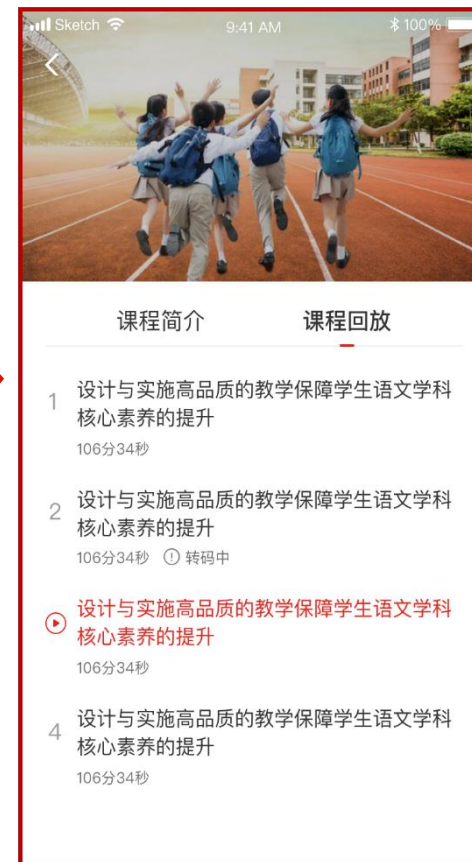 Sketch 9:41 AM 100%
课程简介 课程回放
1 设计与实施高品质的教学保障学生语文学科
核心素养的提升
106分34秒
2 设计与实施高品质的教学保障学生语文学科
核心素养的提升
106分34秒 转码中
设计与实施高品质的教学保障学生语文学科
核心素养的提升
106分34秒
4 设计与实施高品质的教学保障学生语文学科
核心素养的提升
106分34秒